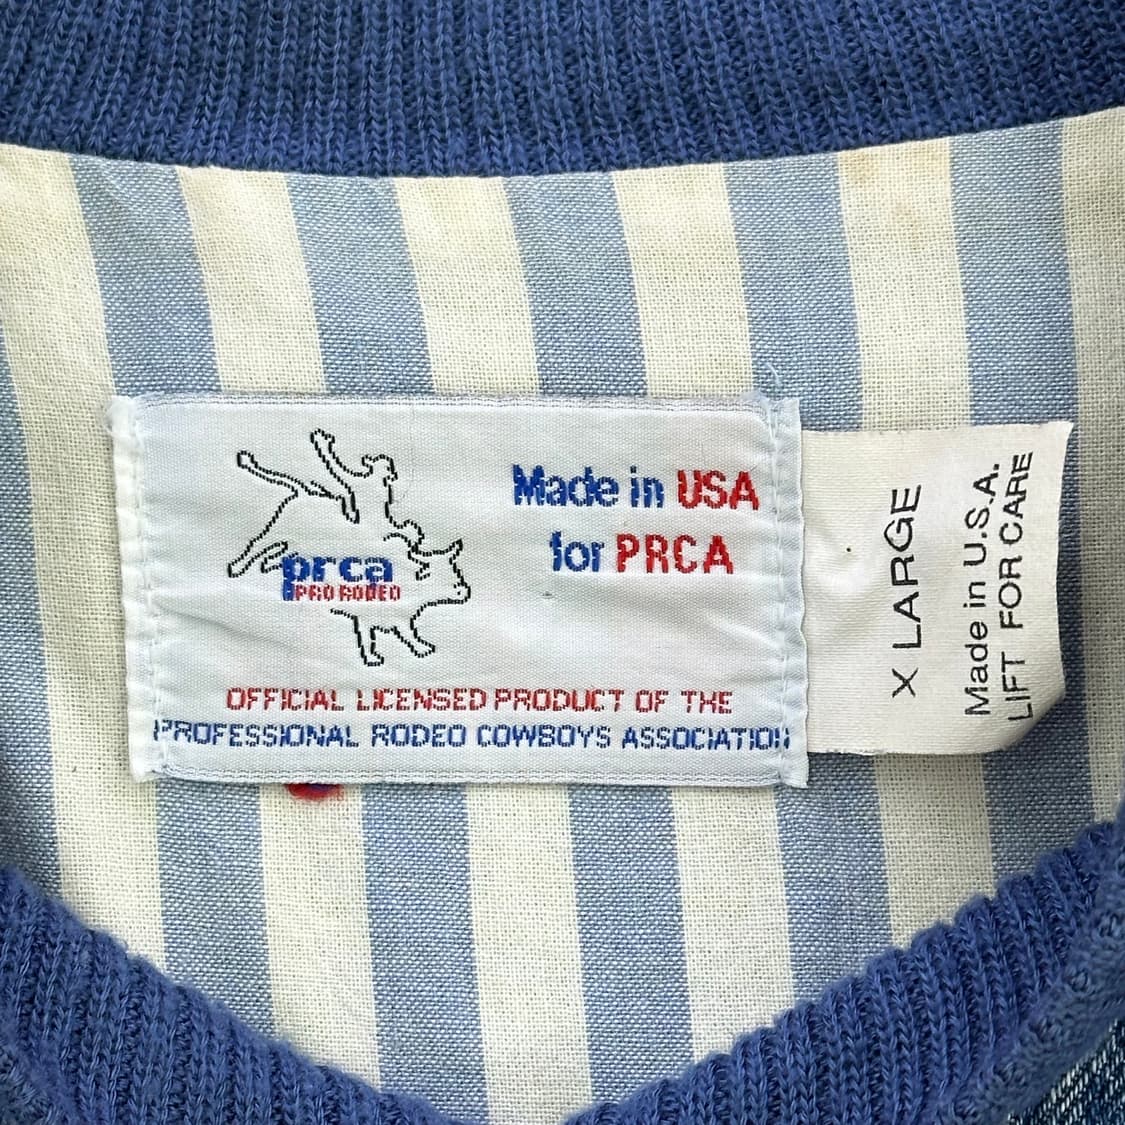 Made in USA
for PRCA
prca
PRO RODEO
OFFICIAL LICENSED PRODUCT OF THE
PROFESSIONAL RODEO COWBOYS ASSOCIATION
X LARGE
Made in U.S.A.
LIFT FOR CARE